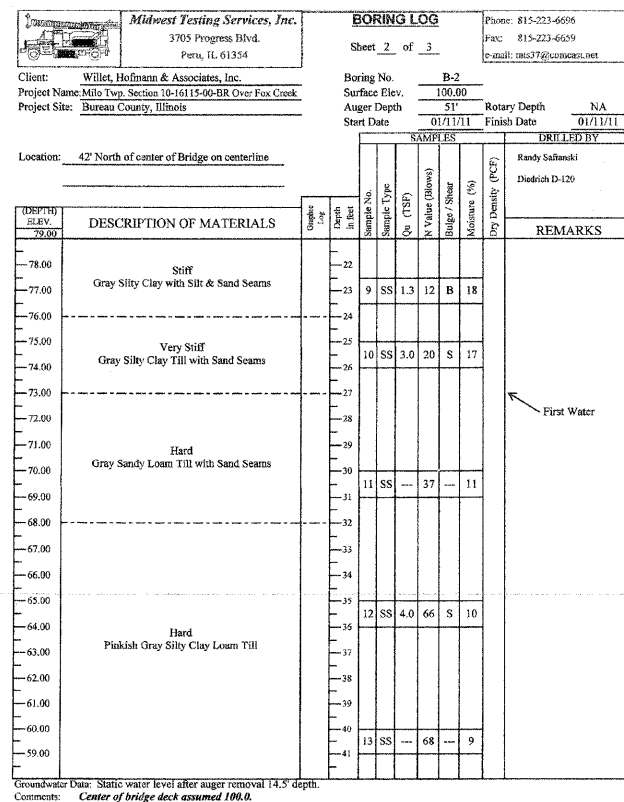 Midwest Testing Services, Inc.
3705 Progress Blvd.
Peru, IL 61354
BORING LOG
Sheet 2 of 3
Phone: 815-223-6696
Fax: 815-223-6659
e-mail: mts37@comcast.net
Client: Willet, Hofmann & Associates, Inc.
Project Name: Milo Twp. Section 10-16115-00-BR Over Fox Creek
Project Site: Bureau County, Illinois
Boring No. B-2
Surface Elev. 100.00
Auger Depth 51' Rotary Depth NA
Start Date 01/11/11 Finish Date 01/11/11
Location: 42' North of center of Bridge on centerline
SAMPLES
DRILLED BY
Randy Safianski
Diedrich D-120
(DEPTH)
ELEV.
79.00
DESCRIPTION OF MATERIALS
Graphic
Log
Depth
in feet
Sample No.
Sample Type
Qu (TSF)
N Value (Blows)
Bulge / Shear
Moisture (%)
Dry Density (PCF)
REMARKS
78.00 22
Stiff
Gray Silty Clay with Silt & Sand Seams
77.00 23 9 SS 1.3 12 B 18
76.00 24
Very Stiff
25
Gray Silty Clay Till with Sand Seams
10 SS 3.0 20 S 17
74.00 26
73.00 27
First Water
72.00 28
71.00 29
Hard
Gray Sandy Loam Till with Sand Seams
70.00 30
11 SS --- 37 --- 11
69.00 31
68.00 32
67.00 33
66.00 34
65.00 35
12 SS 4.0 66 S 10
64.00 36
Hard
Pinkish Gray Silty Clay Loam Till
63.00 37
62.00 38
61.00 39
60.00 40
13 SS --- 68 --- 9
59.00 41
Groundwater Data: Static water level after auger removal 14.5' depth.
Comments: Center of bridge deck assumed 100.0.